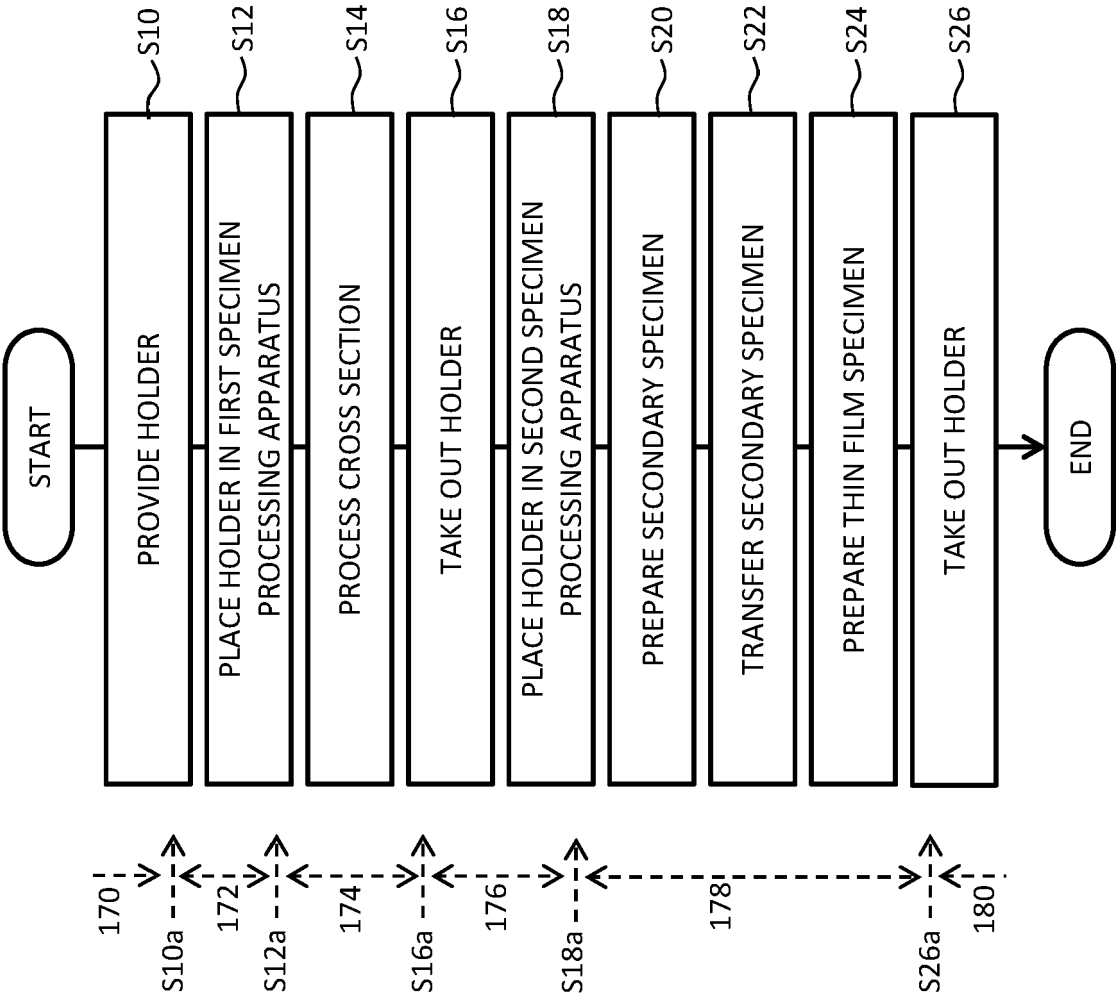 START
PROVIDE HOLDER
S10
PLACE HOLDER IN FIRST SPECIMEN
PROCESSING APPARATUS
S12
PROCESS CROSS SECTION
S14
TAKE OUT HOLDER
S16
PLACE HOLDER IN SECOND SPECIMEN
PROCESSING APPARATUS
S18
PREPARE SECONDARY SPECIMEN
S20
TRANSFER SECONDARY SPECIMEN
S22
PREPARE THIN FILM SPECIMEN
S24
TAKE OUT HOLDER
S26
END
170
S10a
172
S12a
174
S16a
176
S18a
178
S26a
180